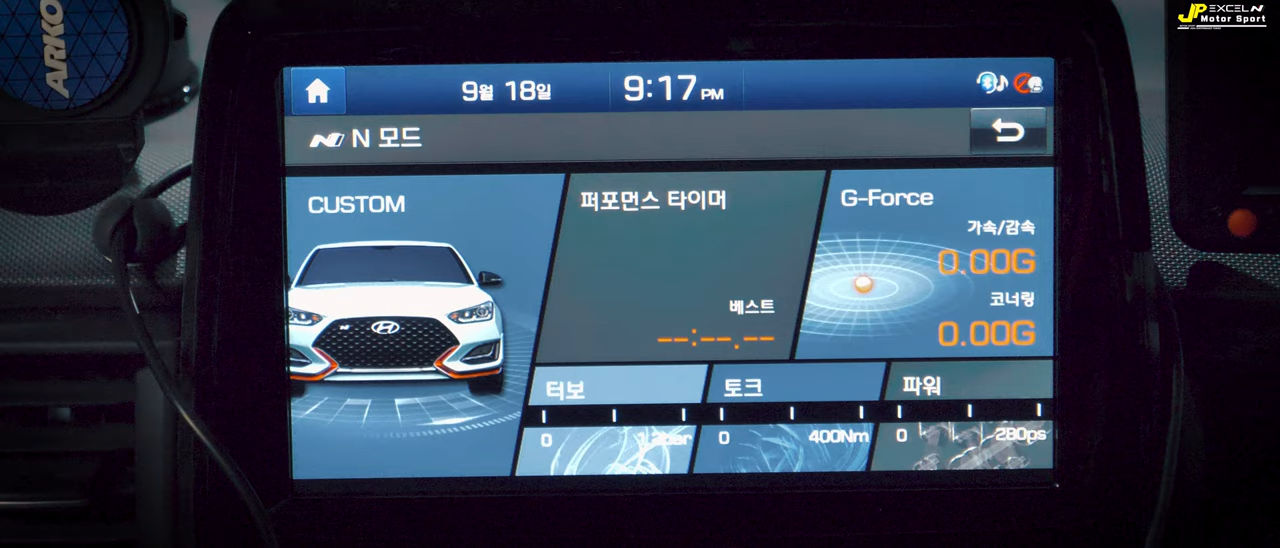 ARKO
JP EXCEL N
Motor Sport
9월 18일 9:17 PM
N 모드
CUSTOM
퍼포먼스 타이머
베스트
--:--.--
G-Force
가속/감속
0.00G
코너링
0.00G
터보 토크 파워
0 1.2bar 0 400Nm 0 280ps